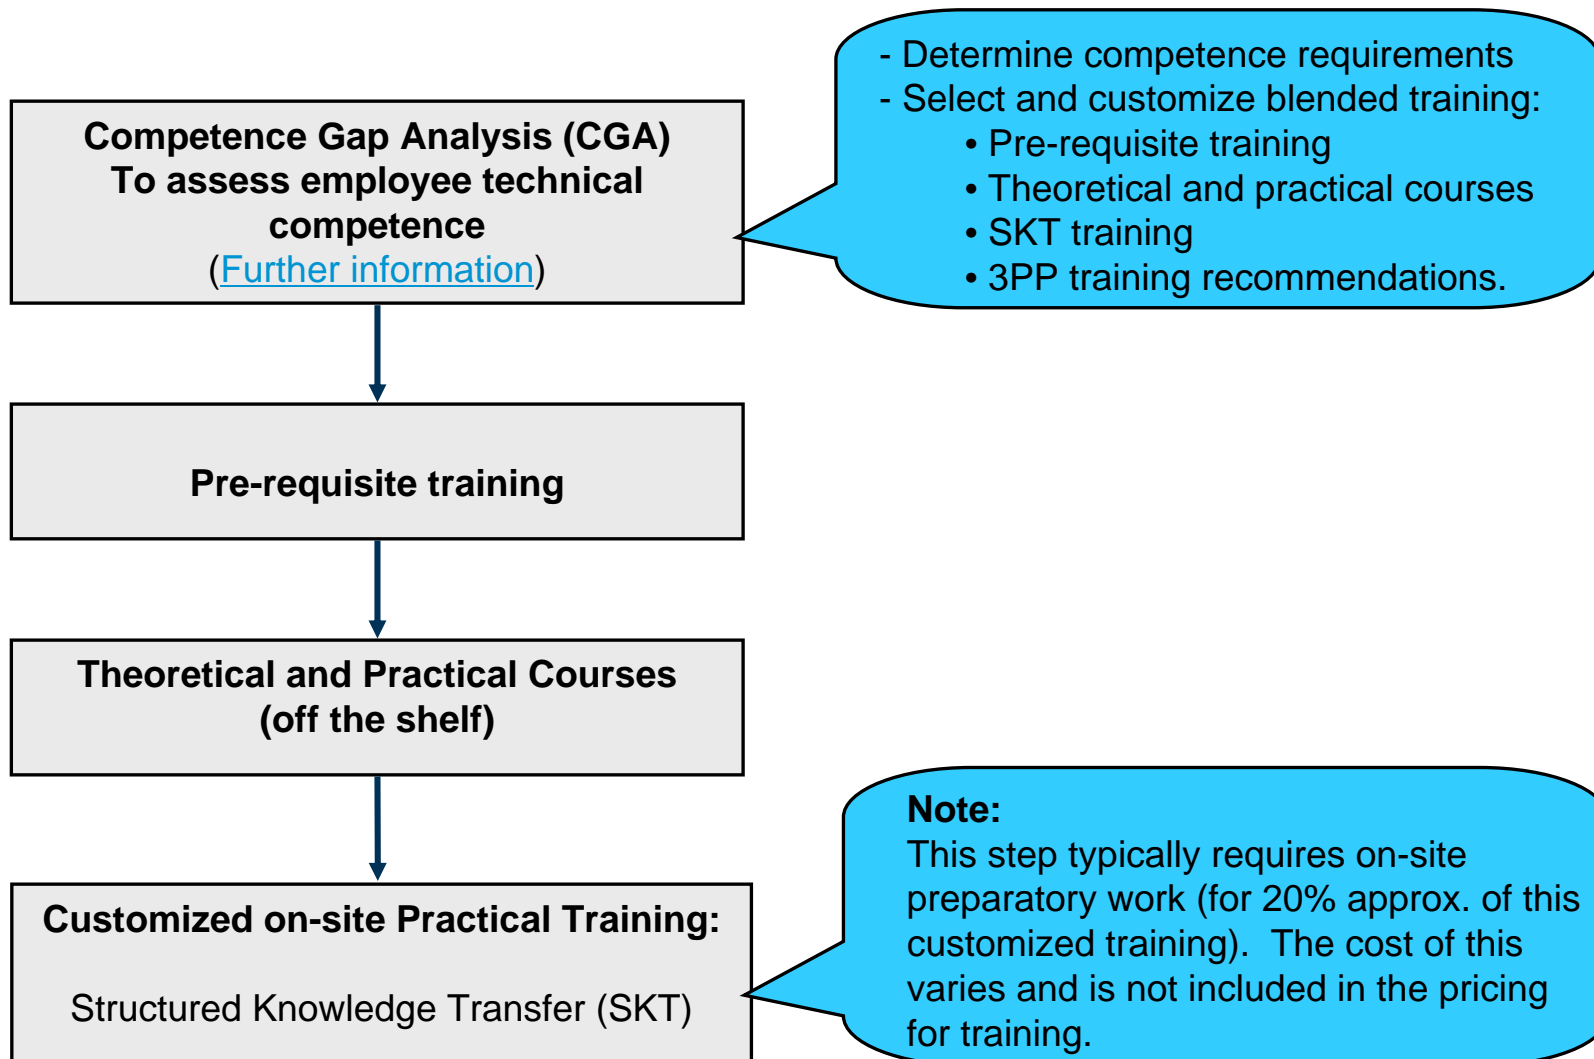 Competence Gap Analysis (CGA)
To assess employee technical
competence
(Further information)
- Determine competence requirements
- Select and customize blended training:
• Pre-requisite training
• Theoretical and practical courses
• SKT training
• 3PP training recommendations.
Pre-requisite training
Theoretical and Practical Courses
(off the shelf)
Customized on-site Practical Training:
Structured Knowledge Transfer (SKT)
Note:
This step typically requires on-site
preparatory work (for 20% approx. of this
customized training).  The cost of this
varies and is not included in the pricing
for training.